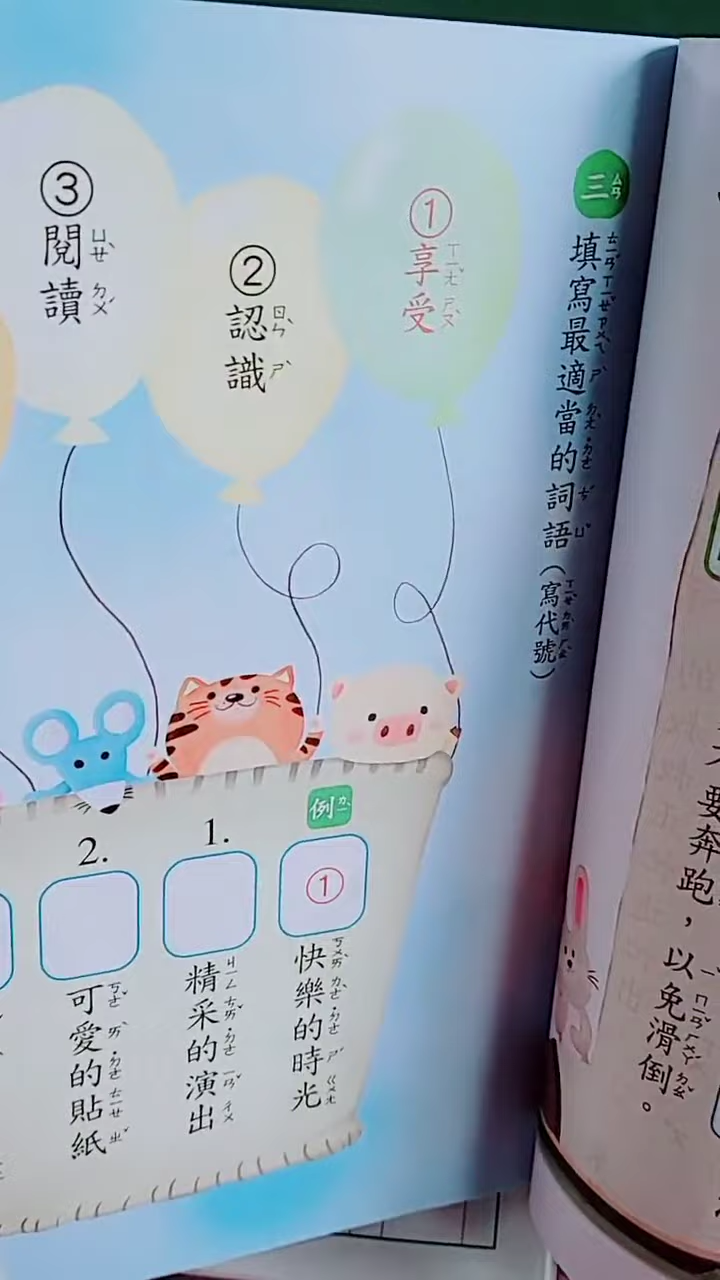 三
填寫最適當的詞語(寫代號)
①享受
②認識
③閱讀
例
①
快樂的時光
1.
精采的演出
2.
可愛的貼紙
要奔跑,以免滑倒。